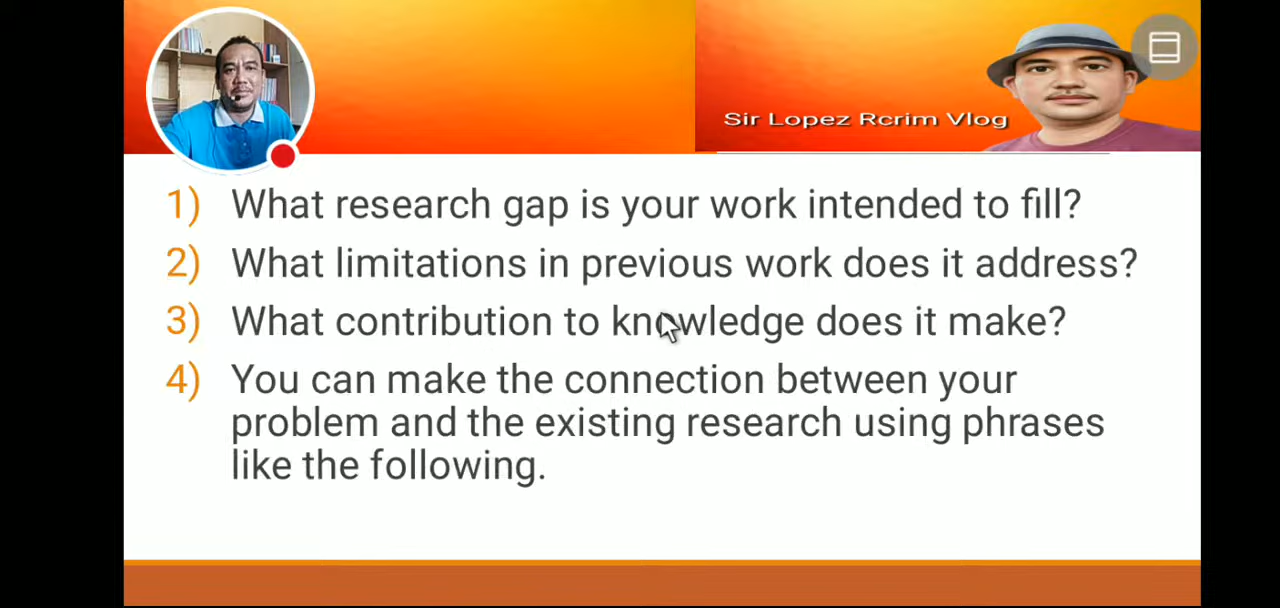 Sir Lopez Rcrim Vlog
1) What research gap is your work intended to fill?
2) What limitations in previous work does it address?
3) What contribution to knowledge does it make?
4) You can make the connection between your
problem and the existing research using phrases
like the following.